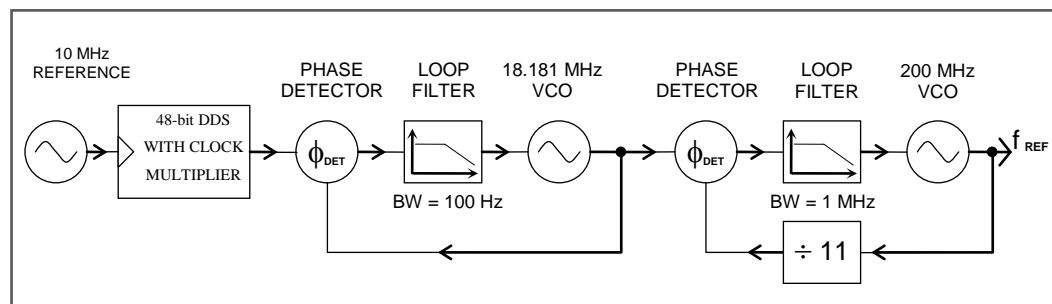 10 MHz
REFERENCE
48-bit DDS
WITH CLOCK
MULTIPLIER
PHASE
DETECTOR
ϕDET
LOOP
FILTER
BW = 100 Hz
18.181 MHz
VCO
PHASE
DETECTOR
ϕDET
LOOP
FILTER
BW = 1 MHz
÷ 11
200 MHz
VCO
f REF